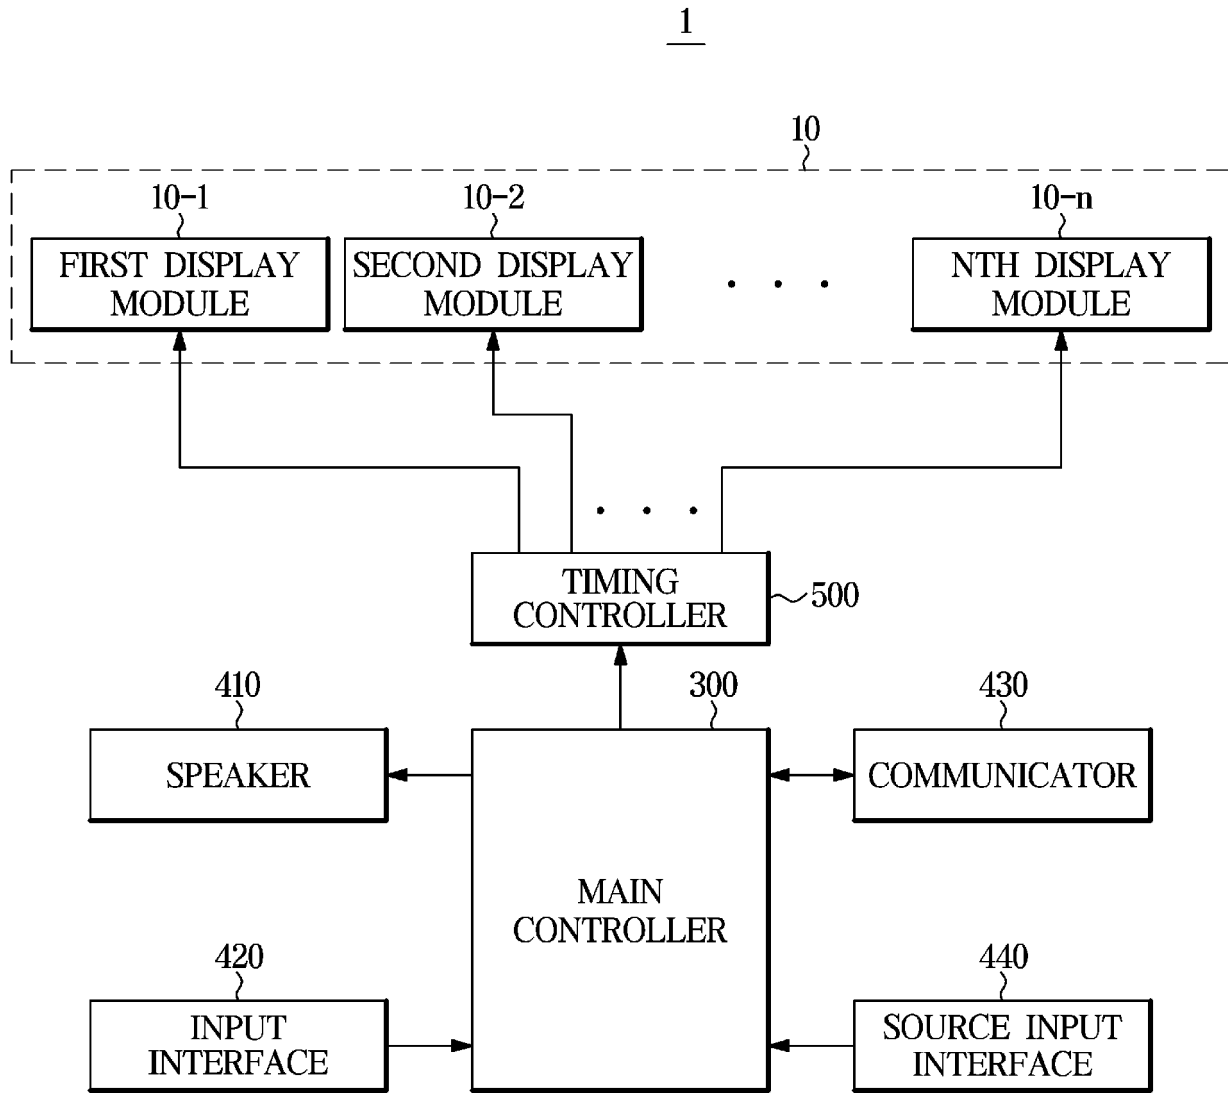 1
10
10-1
10-2
10-n
FIRST DISPLAY
MODULE
SECOND DISPLAY
MODULE
. . .
NTH DISPLAY
MODULE
. . .
TIMING
CONTROLLER
500
410
300
430
SPEAKER
COMMUNICATOR
MAIN
CONTROLLER
420
440
INPUT
INTERFACE
SOURCE INPUT
INTERFACE